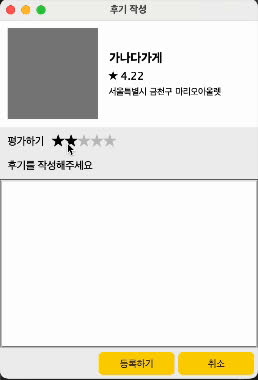 후기 작성
가나다가게
★ 4.22
서울특별시 금천구 마리오아울렛
평가하기 ★★★★★
후기를 작성해주세요
등록하기 취소